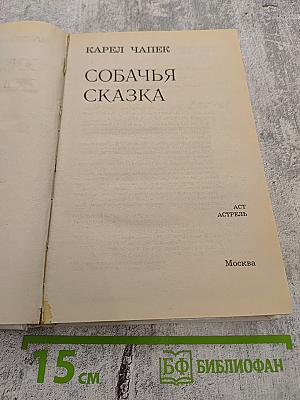 КАРЕЛ ЧАПЕК
СОБАЧЬЯ
СКАЗКА
АСТ
АСТРЕЛЬ
Москва
15 см
БФ БИБЛИОФАН